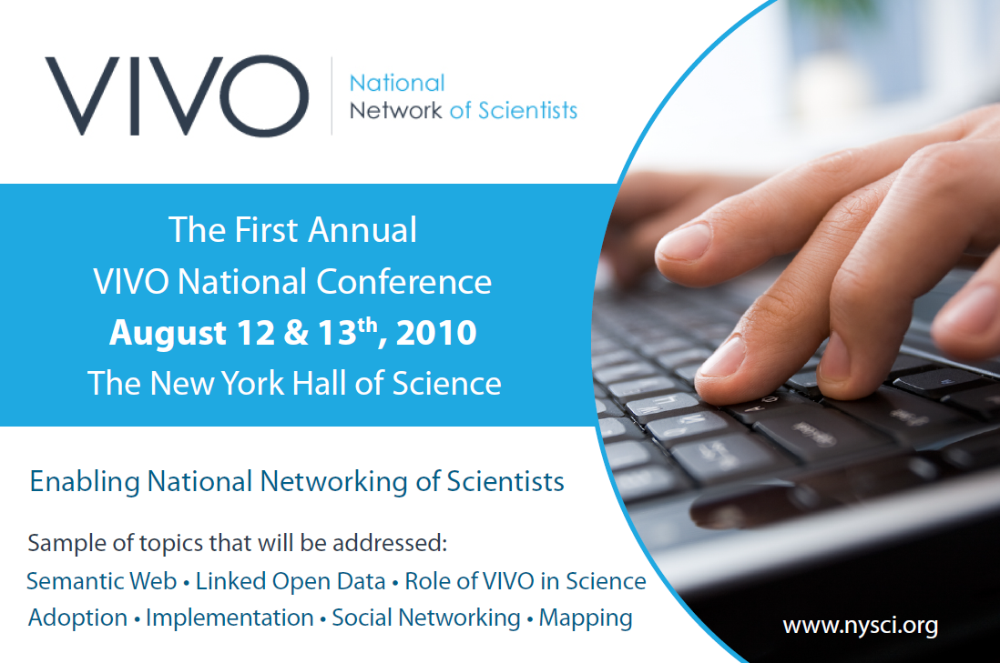 VIVO
National
Network of Scientists
The First Annual
VIVO National Conference
August 12 & 13th, 2010
The New York Hall of Science
Enabling National Networking of Scientists
Sample of topics that will be addressed:
Semantic Web • Linked Open Data • Role of VIVO in Science
Adoption • Implementation • Social Networking • Mapping
www.nysci.org